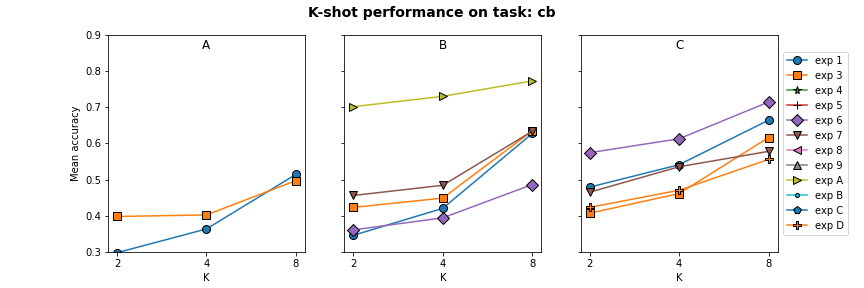 K-shot performance on task: cb
A
B
C
0.9
0.8
0.7
0.6
0.5
0.4
0.3
Mean accuracy
2
4
8
K
2
4
8
K
2
4
8
K
exp 1
exp 3
exp 4
exp 5
exp 6
exp 7
exp 8
exp 9
exp A
exp B
exp C
exp D